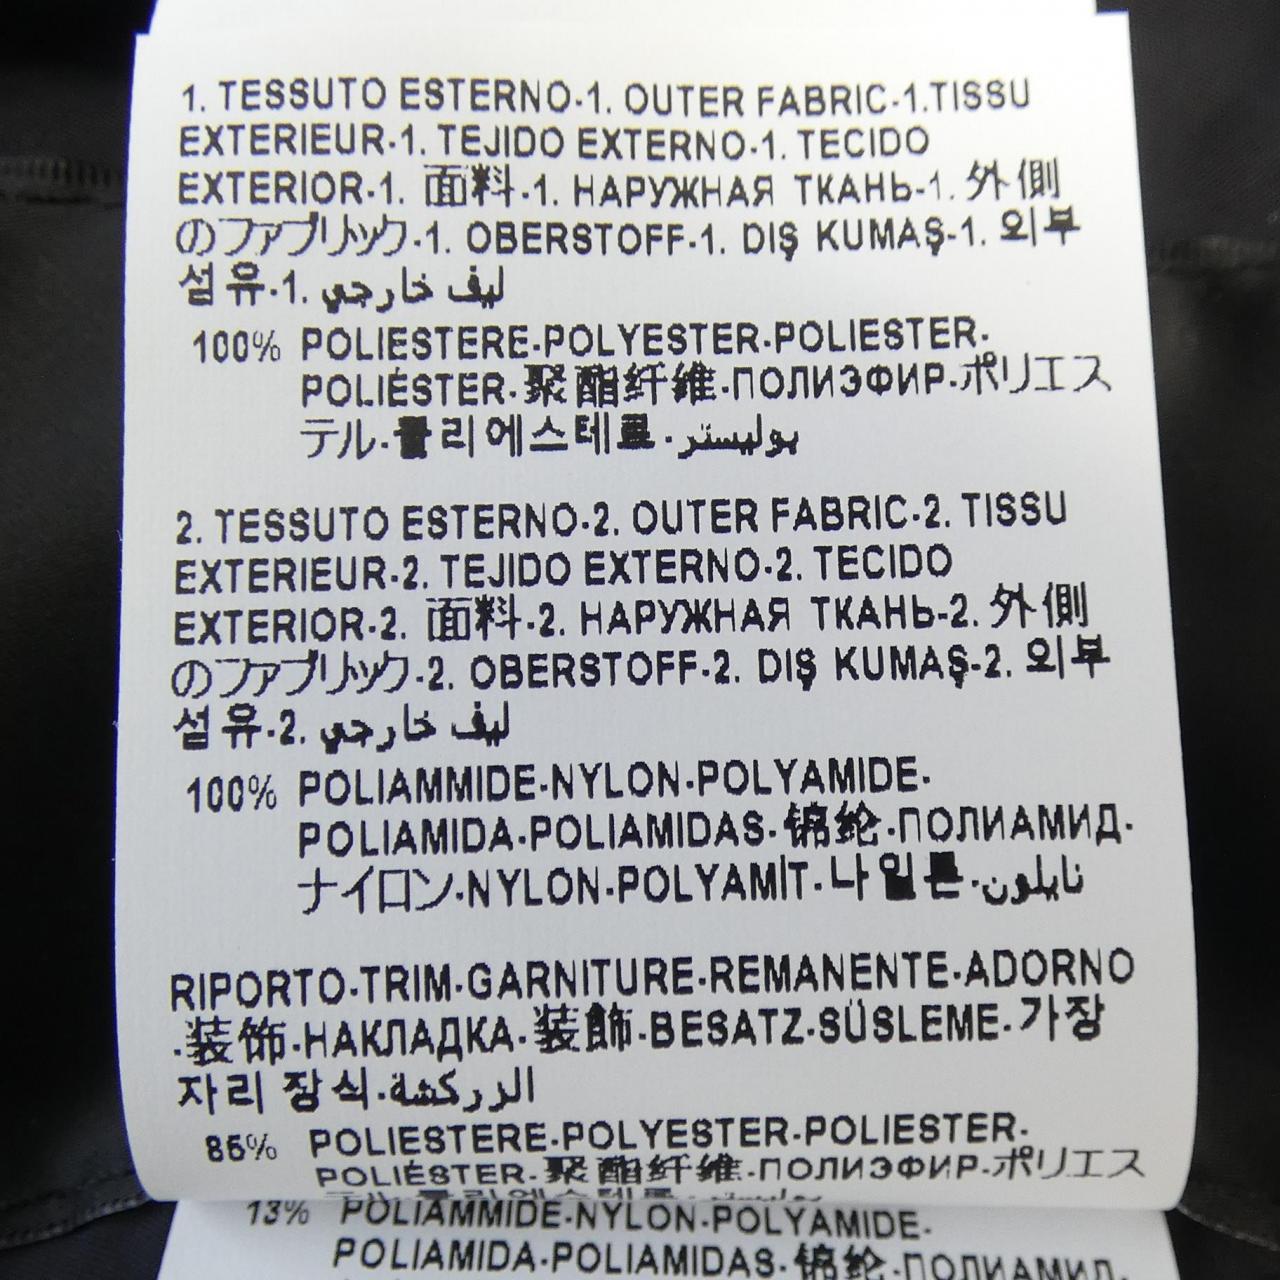 1. TESSUTO ESTERNO-1. OUTER FABRIC-1.TISSU
EXTERIEUR-1. TEJIDO EXTERNO-1. TECIDO
EXTERIOR-1. 面料-1. НАРУЖНАЯ ТКАНЬ-1. 外側
のファブリック-1. OBERSTOFF-1. DIŞ KUMAŞ-1. 외부
섬유-1. ليف خارجي
100% POLIESTERE-POLYESTER-POLIESTER-
POLIÉSTER-聚酯纤维-ПОЛИЭФИР-ポリエス
テル-폴리에스테르-بوليستر
2. TESSUTO ESTERNO-2. OUTER FABRIC-2. TISSU
EXTERIEUR-2. TEJIDO EXTERNO-2. TECIDO
EXTERIOR-2. 面料-2. НАРУЖНАЯ ТКАНЬ-2. 外側
のファブリック-2. OBERSTOFF-2. DIŞ KUMAŞ-2. 외부
섬유-2. ليف خارجي
100% POLIAMMIDE-NYLON-POLYAMIDE-
POLIAMIDA-POLIAMIDAS-锦纶-ПОЛИАМИД-
ナイロン-NYLON-POLYAMİT-나일론-نايلون
RIPORTO-TRIM-GARNITURE-REMANENTE-ADORNO
-装饰-НАКЛАДКА-装飾-BESATZ-SÜSLEME-가장
자리 장식-الزركشة
POLIESTERE-POLYESTER-POLIESTER-
POLIÉSTER-聚酯纤维-ПОЛИЭФИР-ポリエス
13% POLIAMMIDE-NYLON-POLYAMIDE-
POLIAMIDA-POLIAMIDAS-锦纶-ПОЛИАМИД-